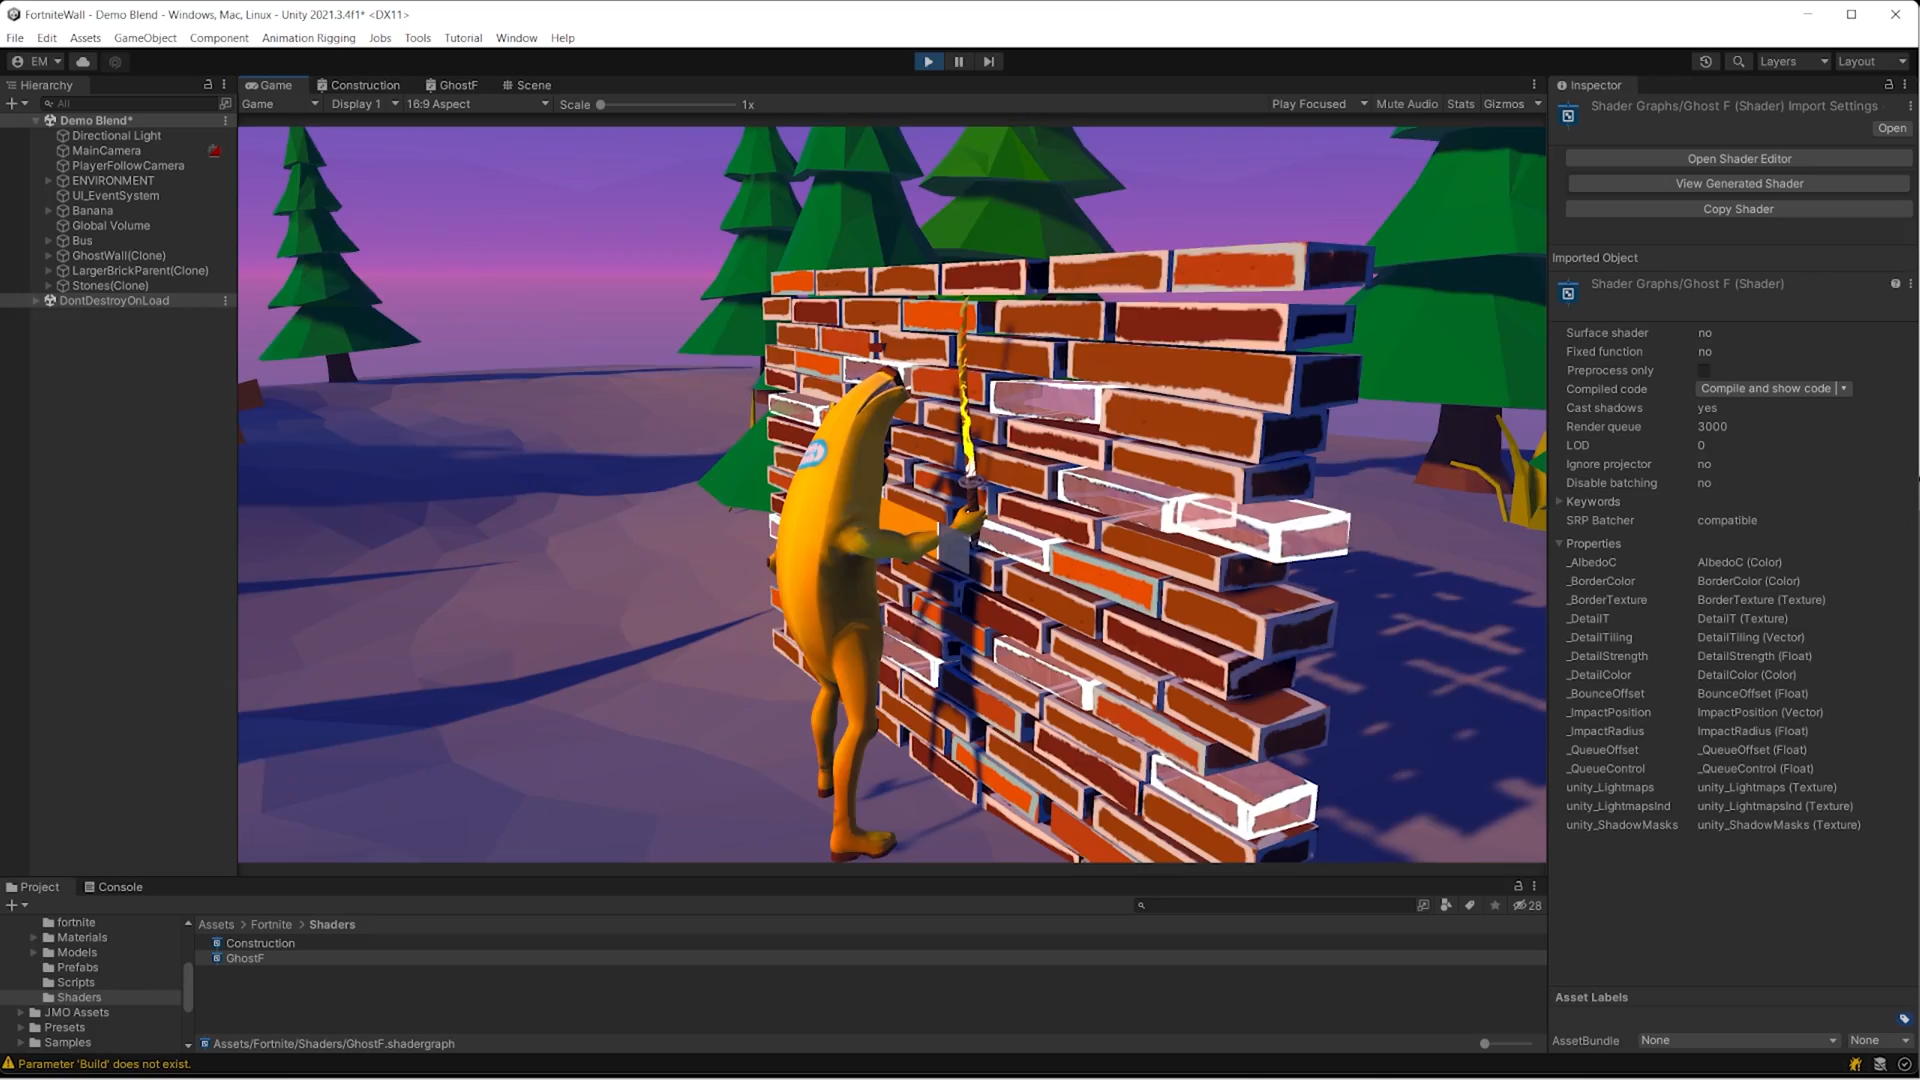 FortniteWall - Demo Blend - Windows, Mac, Linux - Unity 2021.3.4f1* <DX11>
File Edit Assets GameObject Component Animation Rigging Jobs Tools Tutorial Window Help
EM Layers Layout
Hierarchy Game Construction GhostF Scene Inspector
All Game Display 1 16:9 Aspect Scale 1x Play Focused Mute Audio Stats Gizmos
Shader Graphs/Ghost F (Shader) Import Settings
Open
Demo Blend*
Directional Light
MainCamera
PlayerFollowCamera
ENVIRONMENT
UI_EventSystem
Banana
Global Volume
Bus
GhostWall(Clone)
LargerBrickParent(Clone)
Stones(Clone)
DontDestroyOnLoad
Open Shader Editor
View Generated Shader
Copy Shader
Imported Object
Shader Graphs/Ghost F (Shader)
Surface shader no
Fixed function no
Preprocess only
Compiled code Compile and show code
Cast shadows yes
Render queue 3000
LOD 0
Ignore projector no
Disable batching no
Keywords
SRP Batcher compatible
Properties
_AlbedoC AlbedoC (Color)
_BorderColor BorderColor (Color)
_BorderTexture BorderTexture (Texture)
_DetailT DetailT (Texture)
_DetailTiling DetailTiling (Vector)
_DetailStrength DetailStrength (Float)
_DetailColor DetailColor (Color)
_BounceOffset BounceOffset (Float)
_ImpactPosition ImpactPosition (Vector)
_ImpactRadius ImpactRadius (Float)
_QueueOffset _QueueOffset (Float)
_QueueControl _QueueControl (Float)
unity_Lightmaps unity_Lightmaps (Texture)
unity_LightmapsInd unity_LightmapsInd (Texture)
unity_ShadowMasks unity_ShadowMasks (Texture)
Project Console
28
fortnite
Materials
Models
Prefabs
Scripts
Shaders
JMO Assets
Presets
Samples
Assets > Fortnite > Shaders
Construction
GhostF
Assets/Fortnite/Shaders/GhostF.shadergraph
Asset Labels
AssetBundle None None
Parameter 'Build' does not exist.